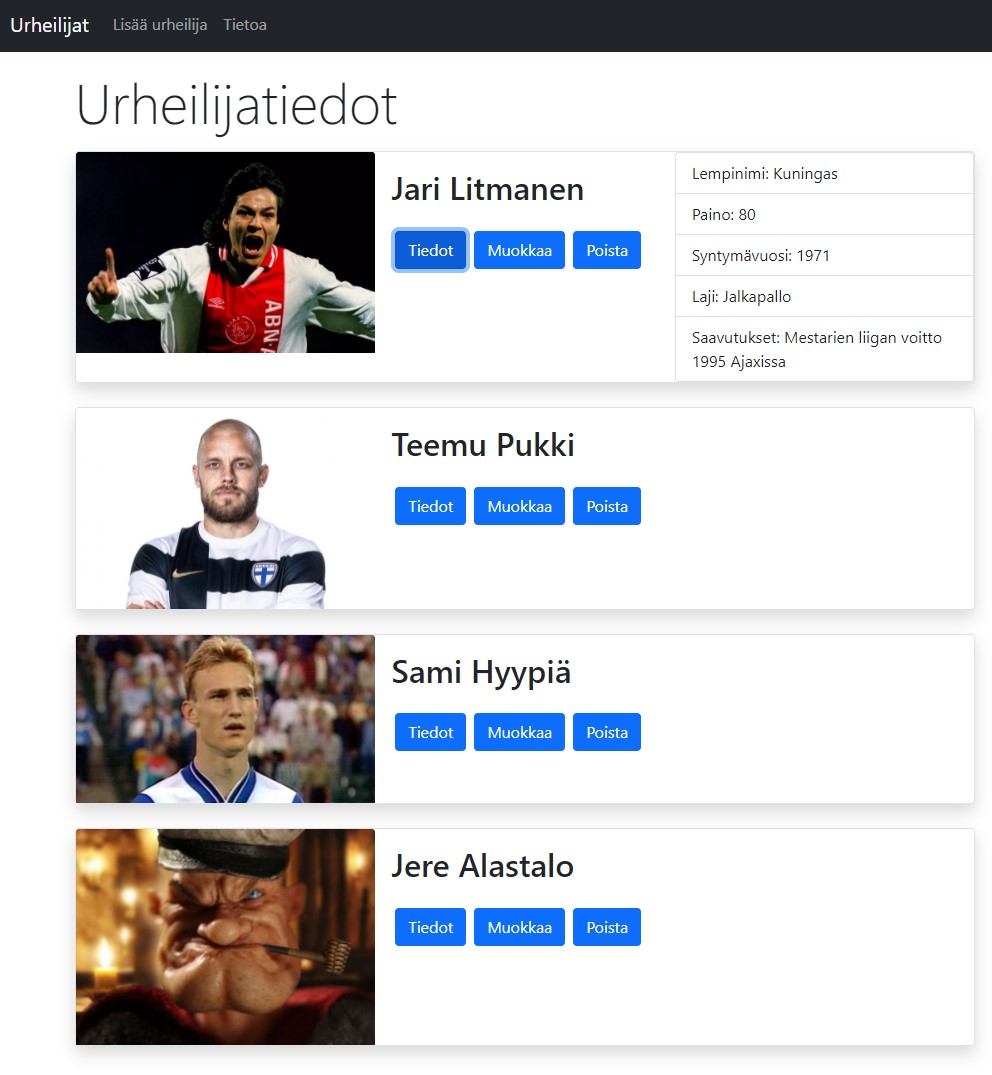 Urheilijat Lisää urheilija Tietoa
Urheilijatiedot
Jari Litmanen
Tiedot Muokkaa Poista
Lempinimi: Kuningas
Paino: 80
Syntymävuosi: 1971
Laji: Jalkapallo
Saavutukset: Mestarien liigan voitto
1995 Ajaxissa
umbro
ABN·A
Teemu Pukki
Tiedot Muokkaa Poista
Sami Hyypiä
Tiedot Muokkaa Poista
Jere Alastalo
Tiedot Muokkaa Poista